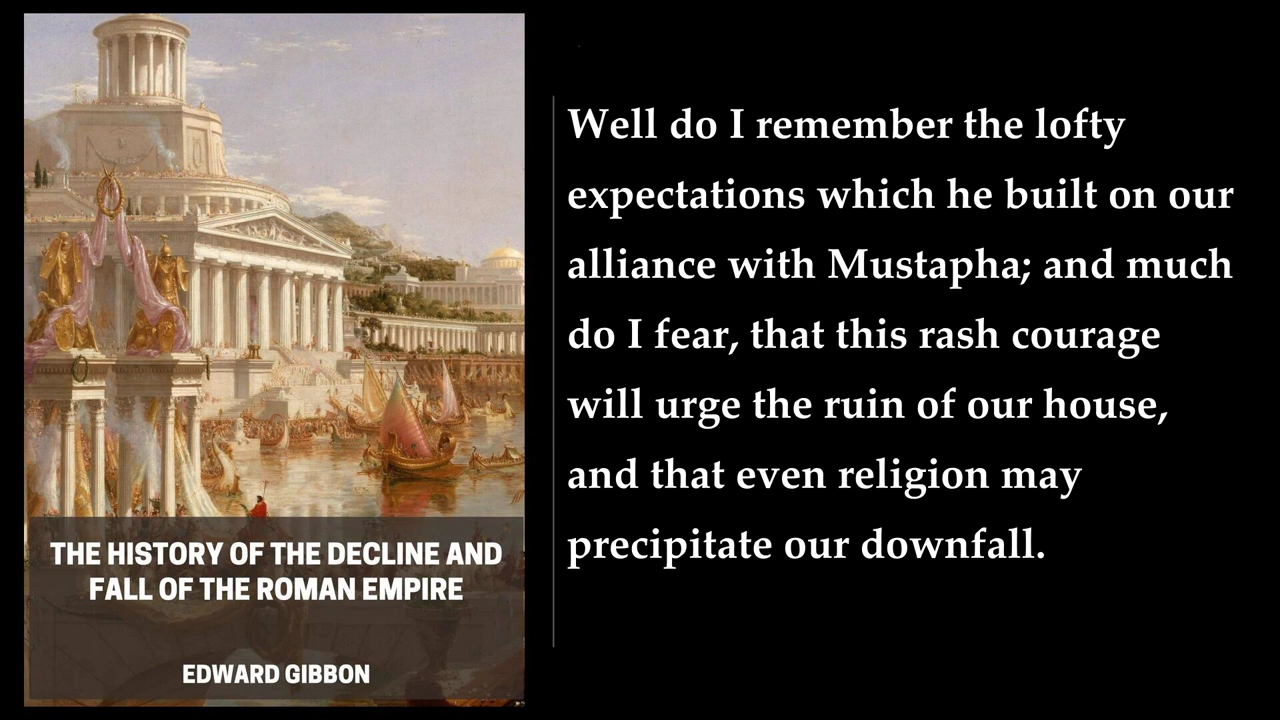 THE HISTORY OF THE DECLINE AND
FALL OF THE ROMAN EMPIRE
EDWARD GIBBON
Well do I remember the lofty
expectations which he built on our
alliance with Mustapha; and much
do I fear, that this rash courage
will urge the ruin of our house,
and that even religion may
precipitate our downfall.